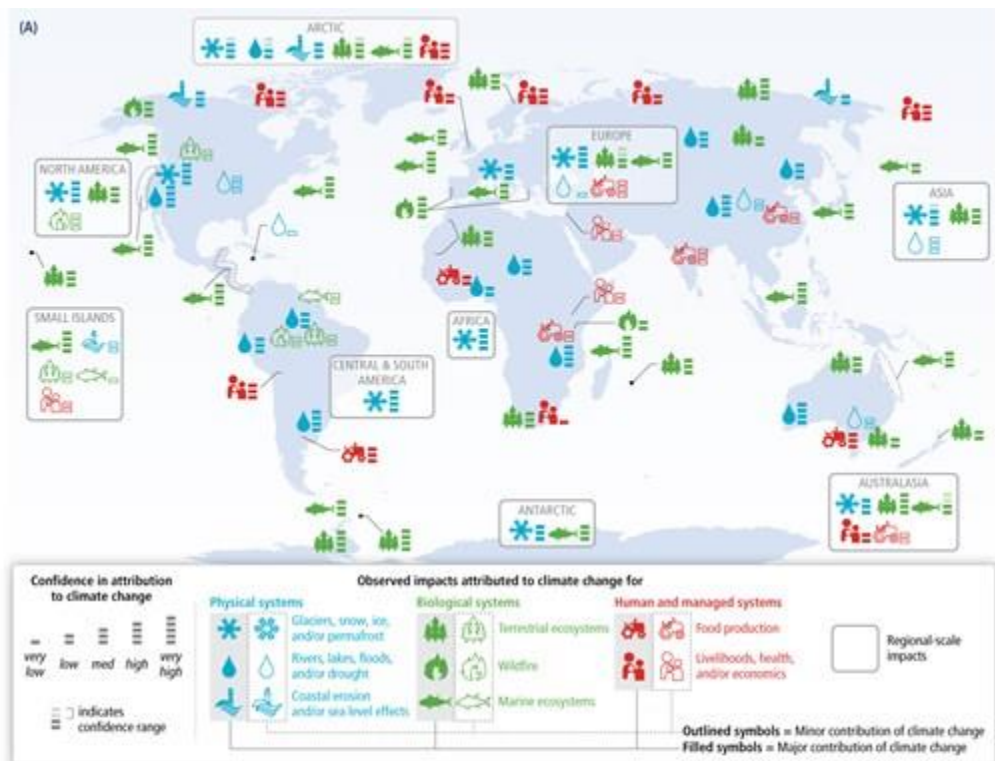 (A)
ARCTIC
EUROPE
NORTH AMERICA
ASIA
SMALL ISLANDS
AFRICA
CENTRAL & SOUTH
AMERICA
AUSTRALASIA
ANTARCTIC
Confidence in attribution
to climate change
very
low
low
med
high
very
high
indicates
confidence range
Observed impacts attributed to climate change for
Physical systems
Glaciers, snow, ice,
and/or permafrost
Rivers, lakes, floods,
and/or drought
Coastal erosion
and/or sea level effects
Biological systems
Terrestrial ecosystems
Wildfire
Marine ecosystems
Human and managed systems
Food production
Livelihoods, health,
and/or economics
Regional-scale
impacts
Outlined symbols = Minor contribution of climate change
Filled symbols = Major contribution of climate change